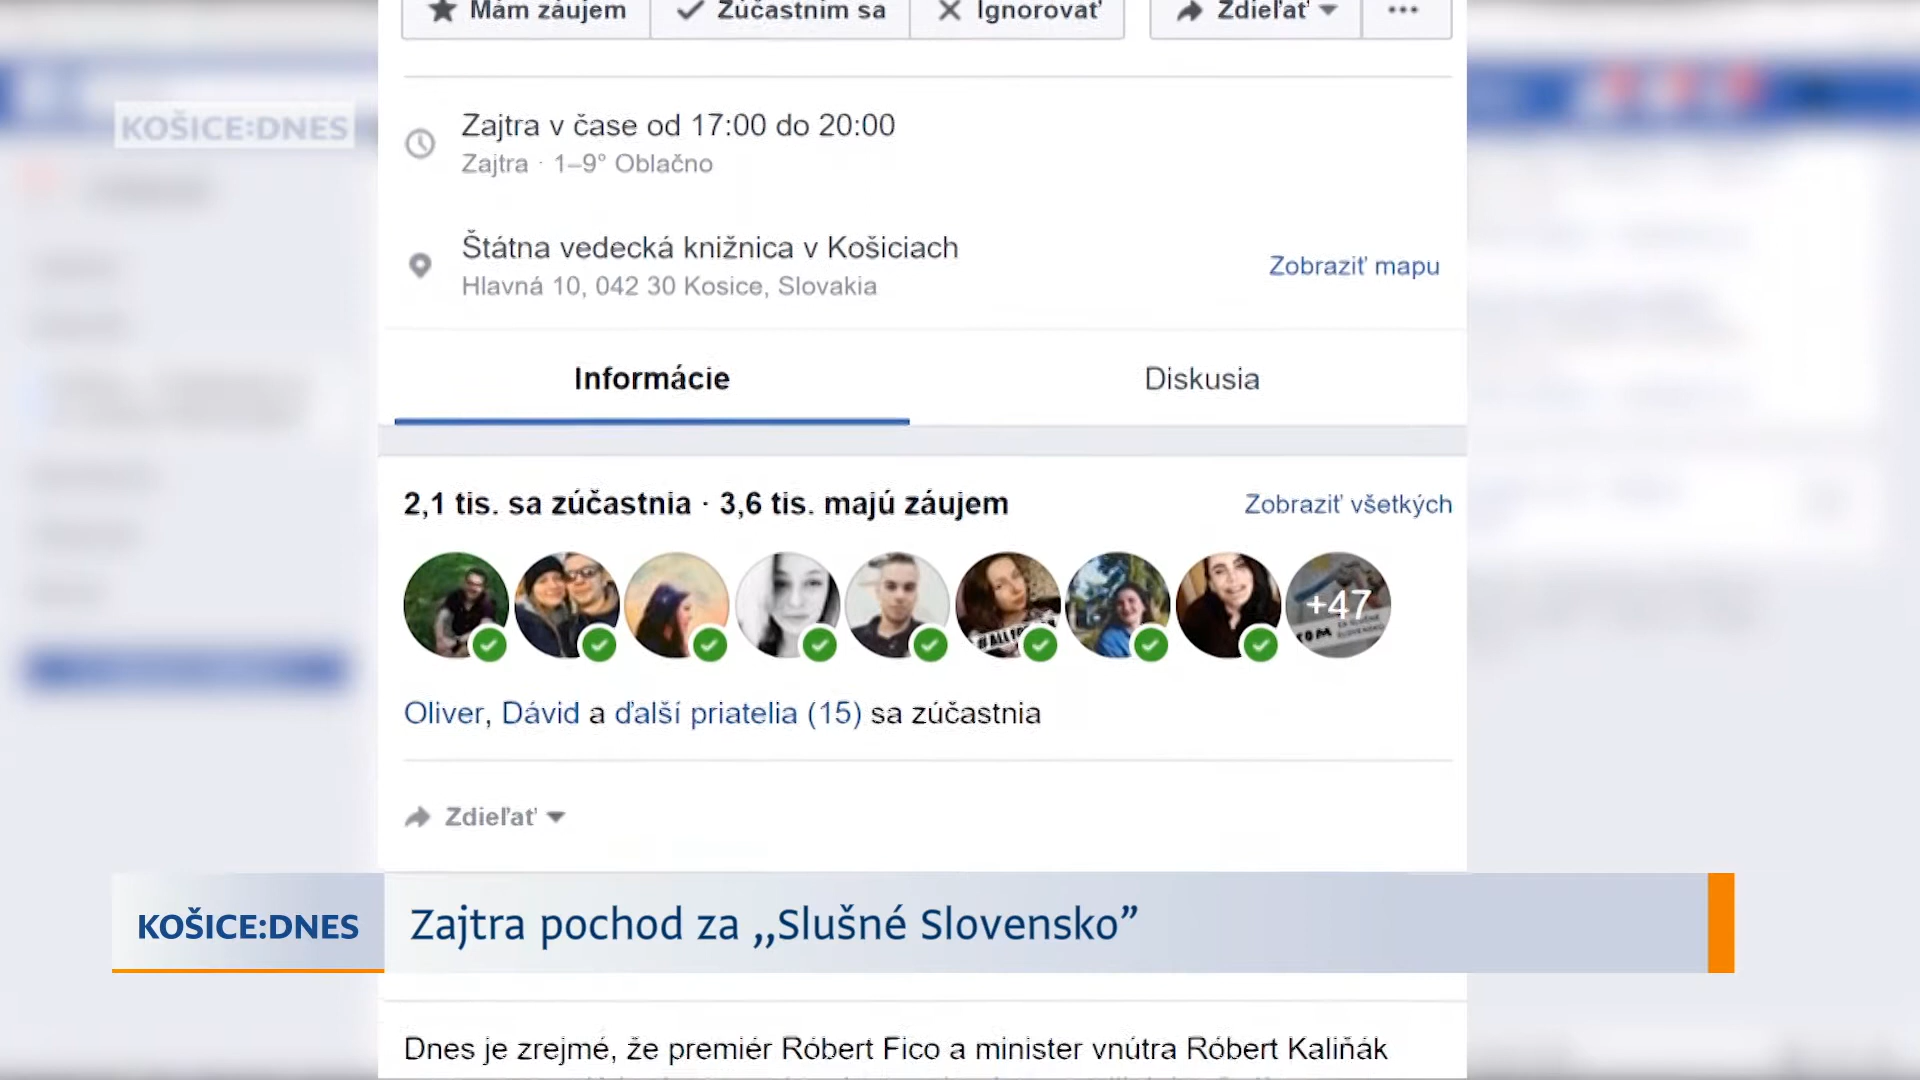 Mám záujem
Zúčastním sa
Ignorovať
Zdieľať
KOŠICE:DNES
Zajtra v čase od 17:00 do 20:00
Zajtra · 1–9° Oblačno
Štátna vedecká knižnica v Košiciach
Hlavná 10, 042 30 Kosice, Slovakia
Zobraziť mapu
Informácie
Diskusia
2,1 tis. sa zúčastnia · 3,6 tis. majú záujem
Zobraziť všetkých
+47
Oliver, Dávid a ďalší priatelia (15) sa zúčastnia
Zdieľať
KOŠICE:DNES
Zajtra pochod za ,,Slušné Slovensko”
Dnes je zrejmé, že premiér Róbert Fico a minister vnútra Róbert Kaliňák